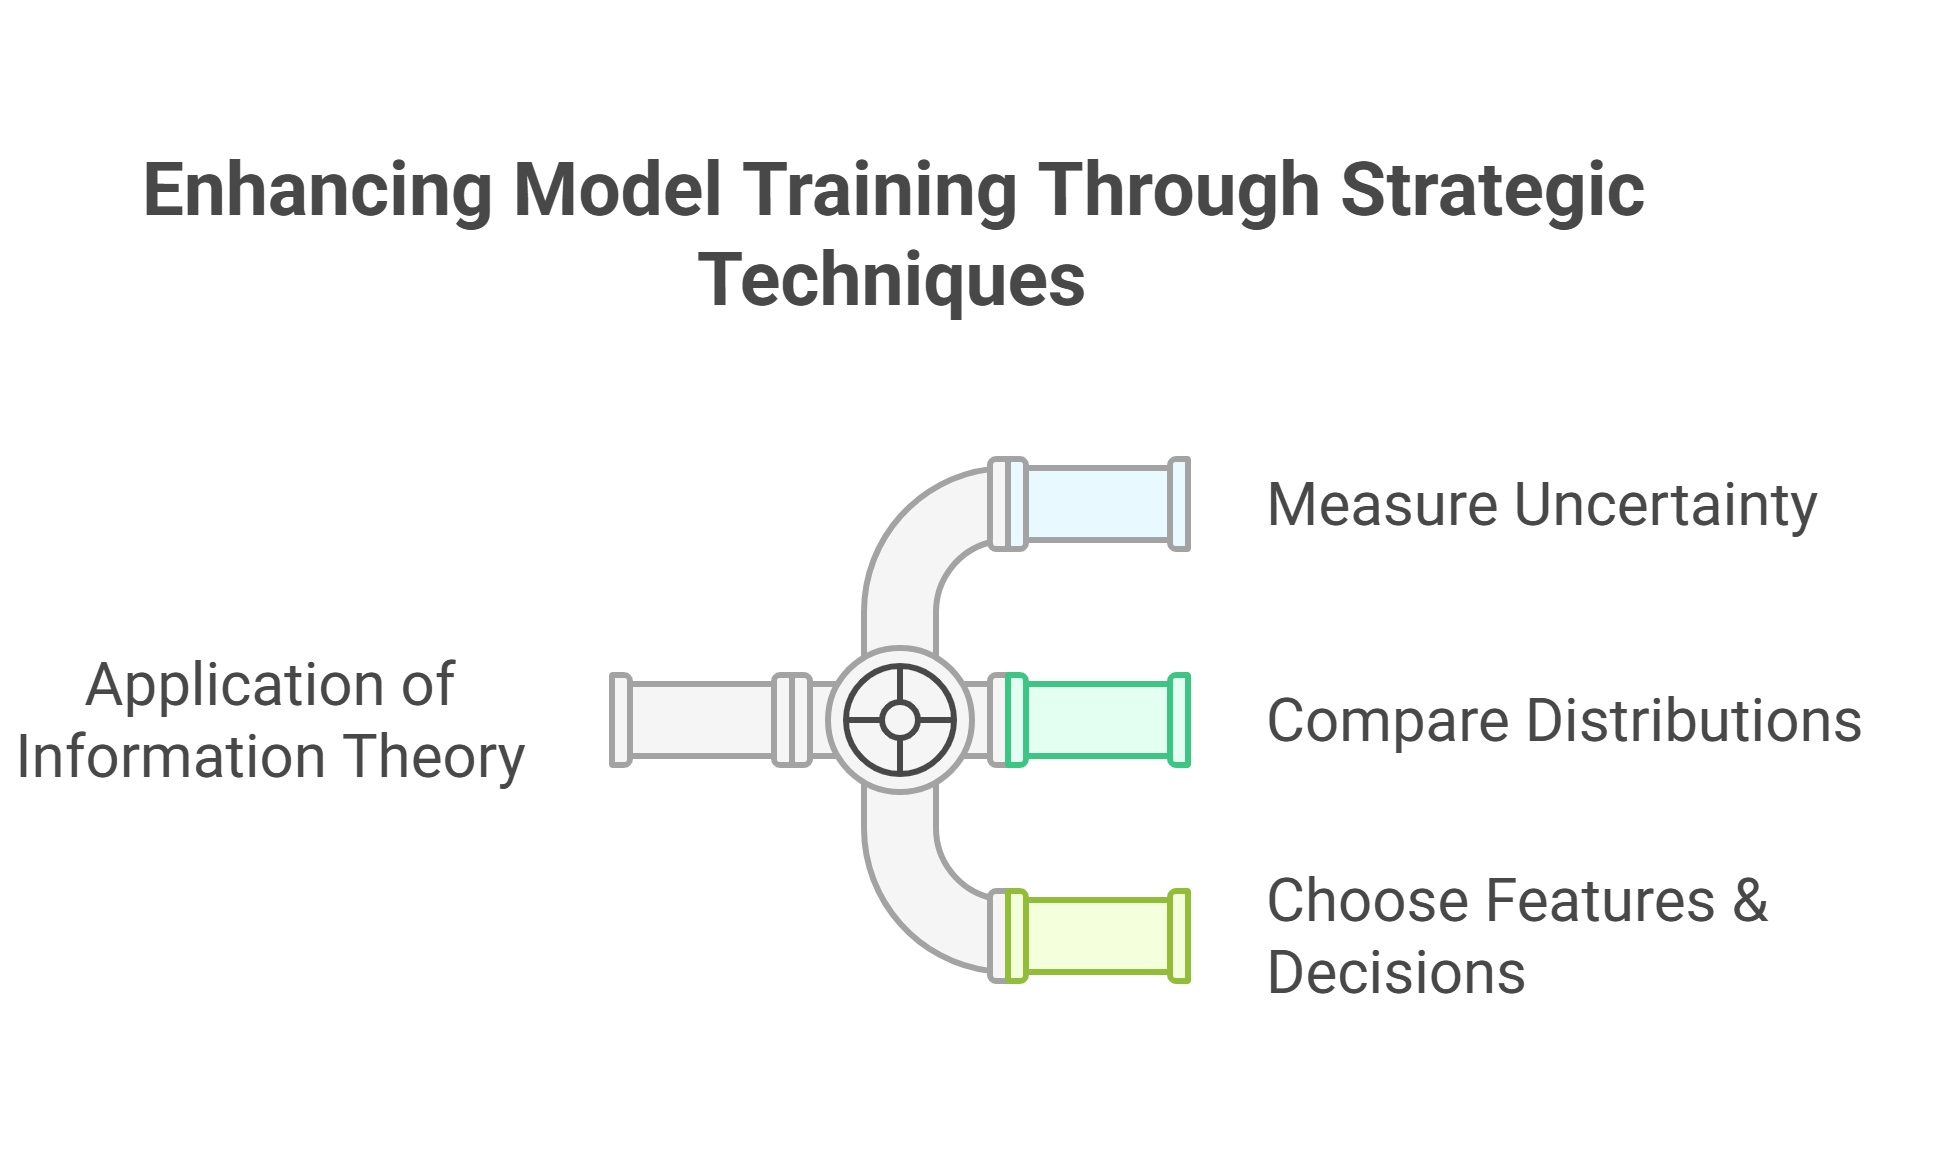 Enhancing Model Training Through Strategic
Techniques
Measure Uncertainty
Application of
Information Theory
Compare Distributions
Choose Features &
Decisions